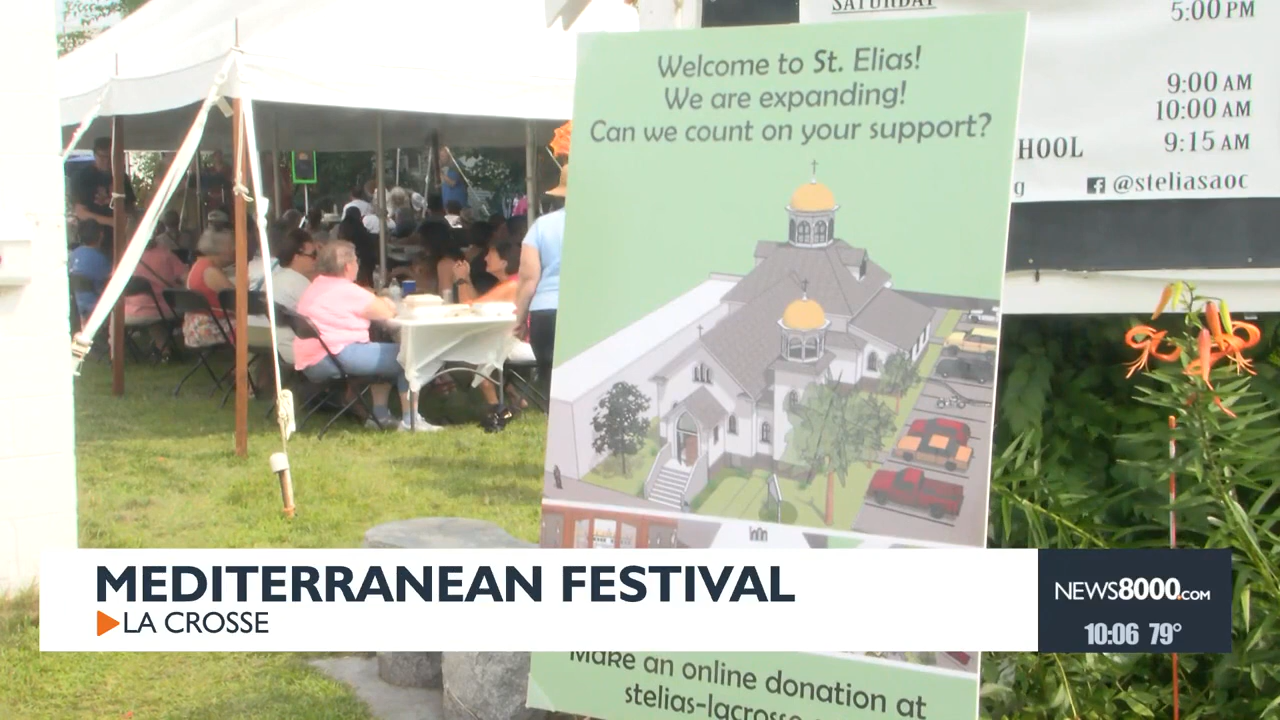 SATURDAY
5:00 PM
9:00 AM
10:00 AM
HOOL 9:15 AM
@steliasaoc
Welcome to St. Elias!
We are expanding!
Can we count on your support?
MEDITERRANEAN FESTIVAL
LA CROSSE
NEWS8000.COM
10:06 79°
Make an online donation at
stelias-lacrosse